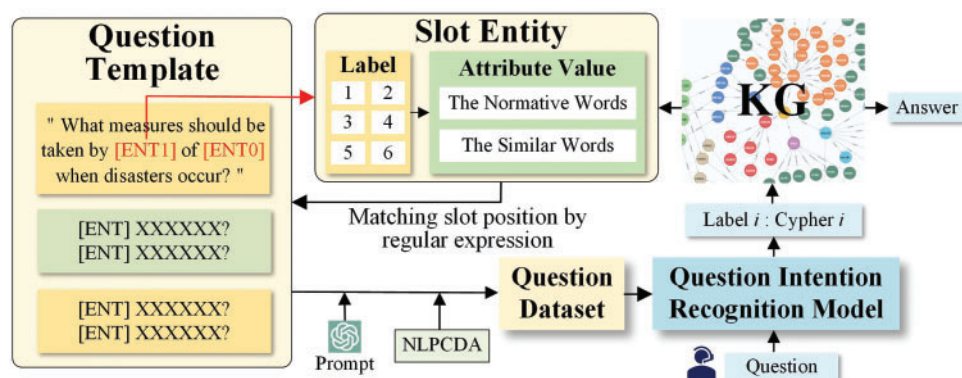 Question
Template
" What measures should be
taken by [ENT1] of [ENT0]
when disasters occur? "
[ENT] XXXXXX?
[ENT] XXXXXX?
[ENT] XXXXXX?
[ENT] XXXXXX?
Slot Entity
Label
1 2
3 4
5 6
Attribute Value
The Normative Words
The Similar Words
Matching slot position by
regular expression
KG
Answer
Label i : Cypher i
Prompt
NLPCDA
Question
Dataset
Question Intention
Recognition Model
Question